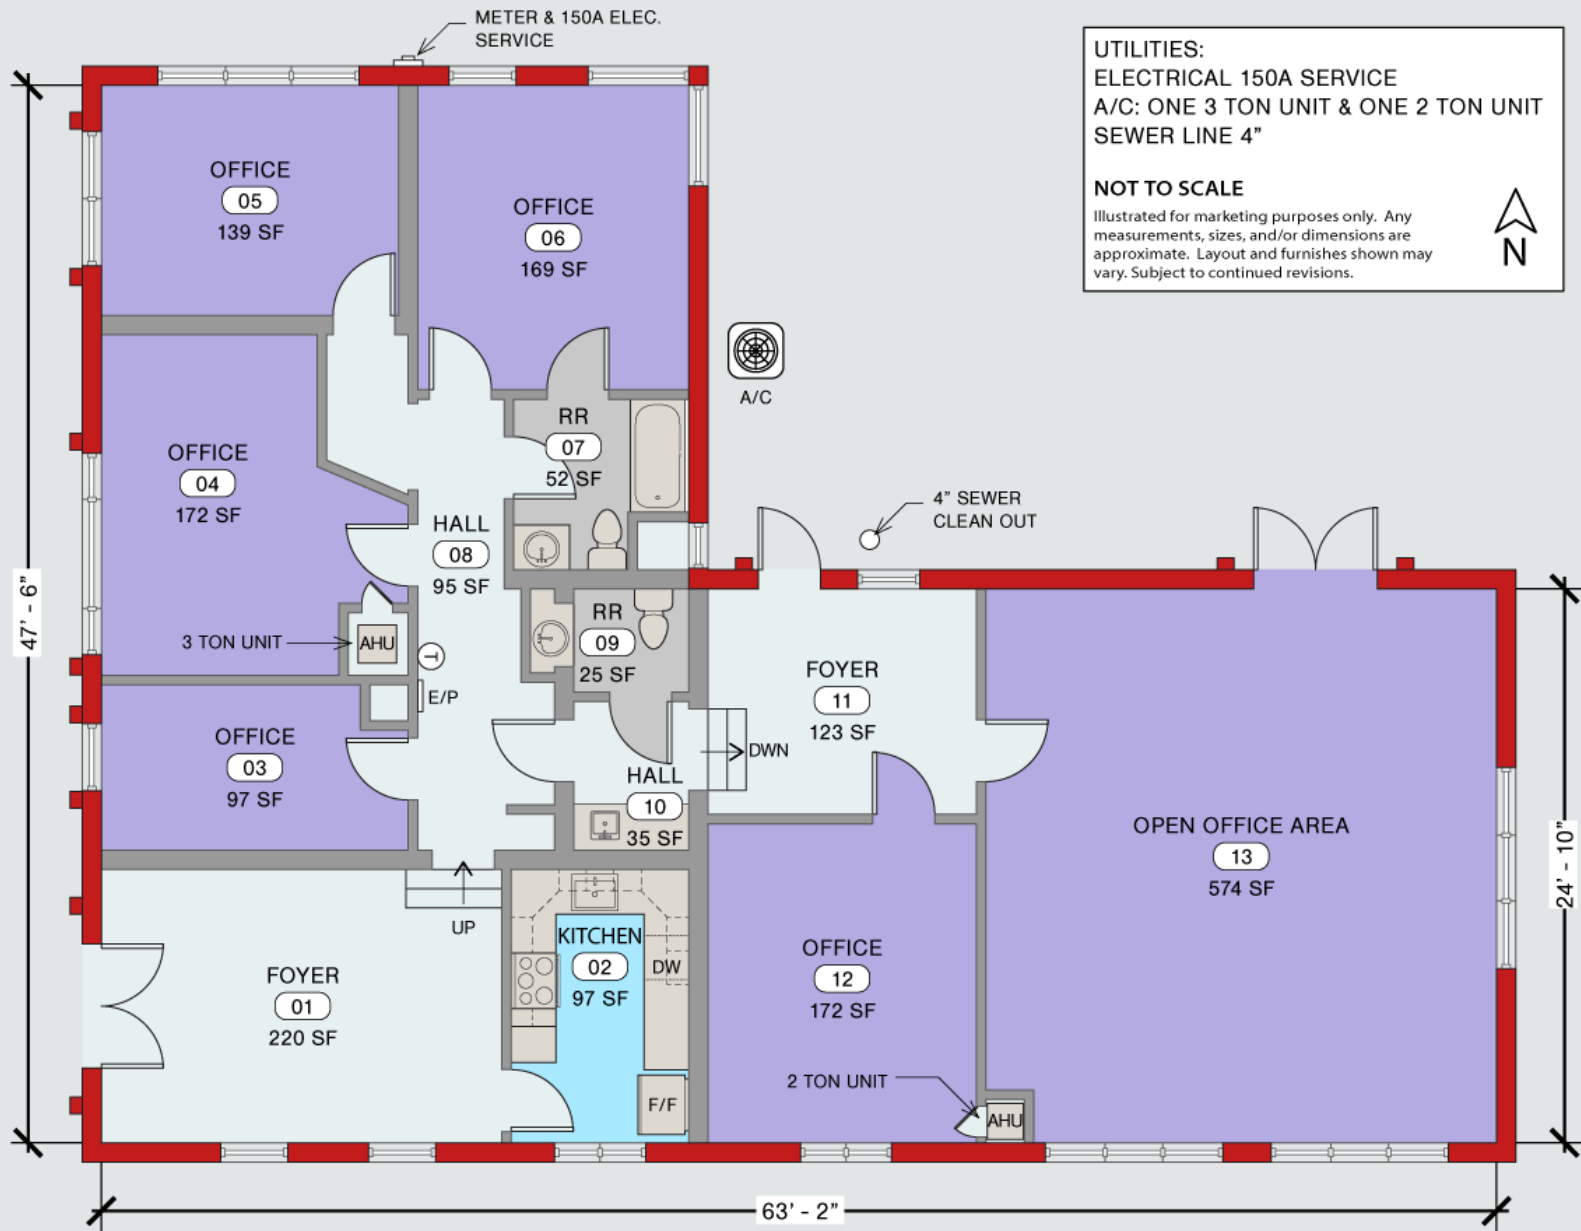 METER & 150A ELEC.
SERVICE
UTILITIES:
ELECTRICAL 150A SERVICE
A/C: ONE 3 TON UNIT & ONE 2 TON UNIT
SEWER LINE 4”
NOT TO SCALE
Illustrated for marketing purposes only. Any
measurements, sizes, and/or dimensions are
approximate. Layout and furnishes shown may
vary. Subject to continued revisions.
N
OFFICE
05
139 SF
OFFICE
06
169 SF
A/C
RR
07
52 SF
OFFICE
04
172 SF
HALL
08
95 SF
4” SEWER
CLEAN OUT
47’ - 6”
3 TON UNIT
AHU
T
E/P
RR
09
25 SF
FOYER
11
123 SF
DWN
OFFICE
03
97 SF
HALL
10
35 SF
OPEN OFFICE AREA
13
574 SF
24’ - 10”
UP
FOYER
01
220 SF
KITCHEN
02
97 SF
DW
F/F
OFFICE
12
172 SF
2 TON UNIT
AHU
63’ - 2”